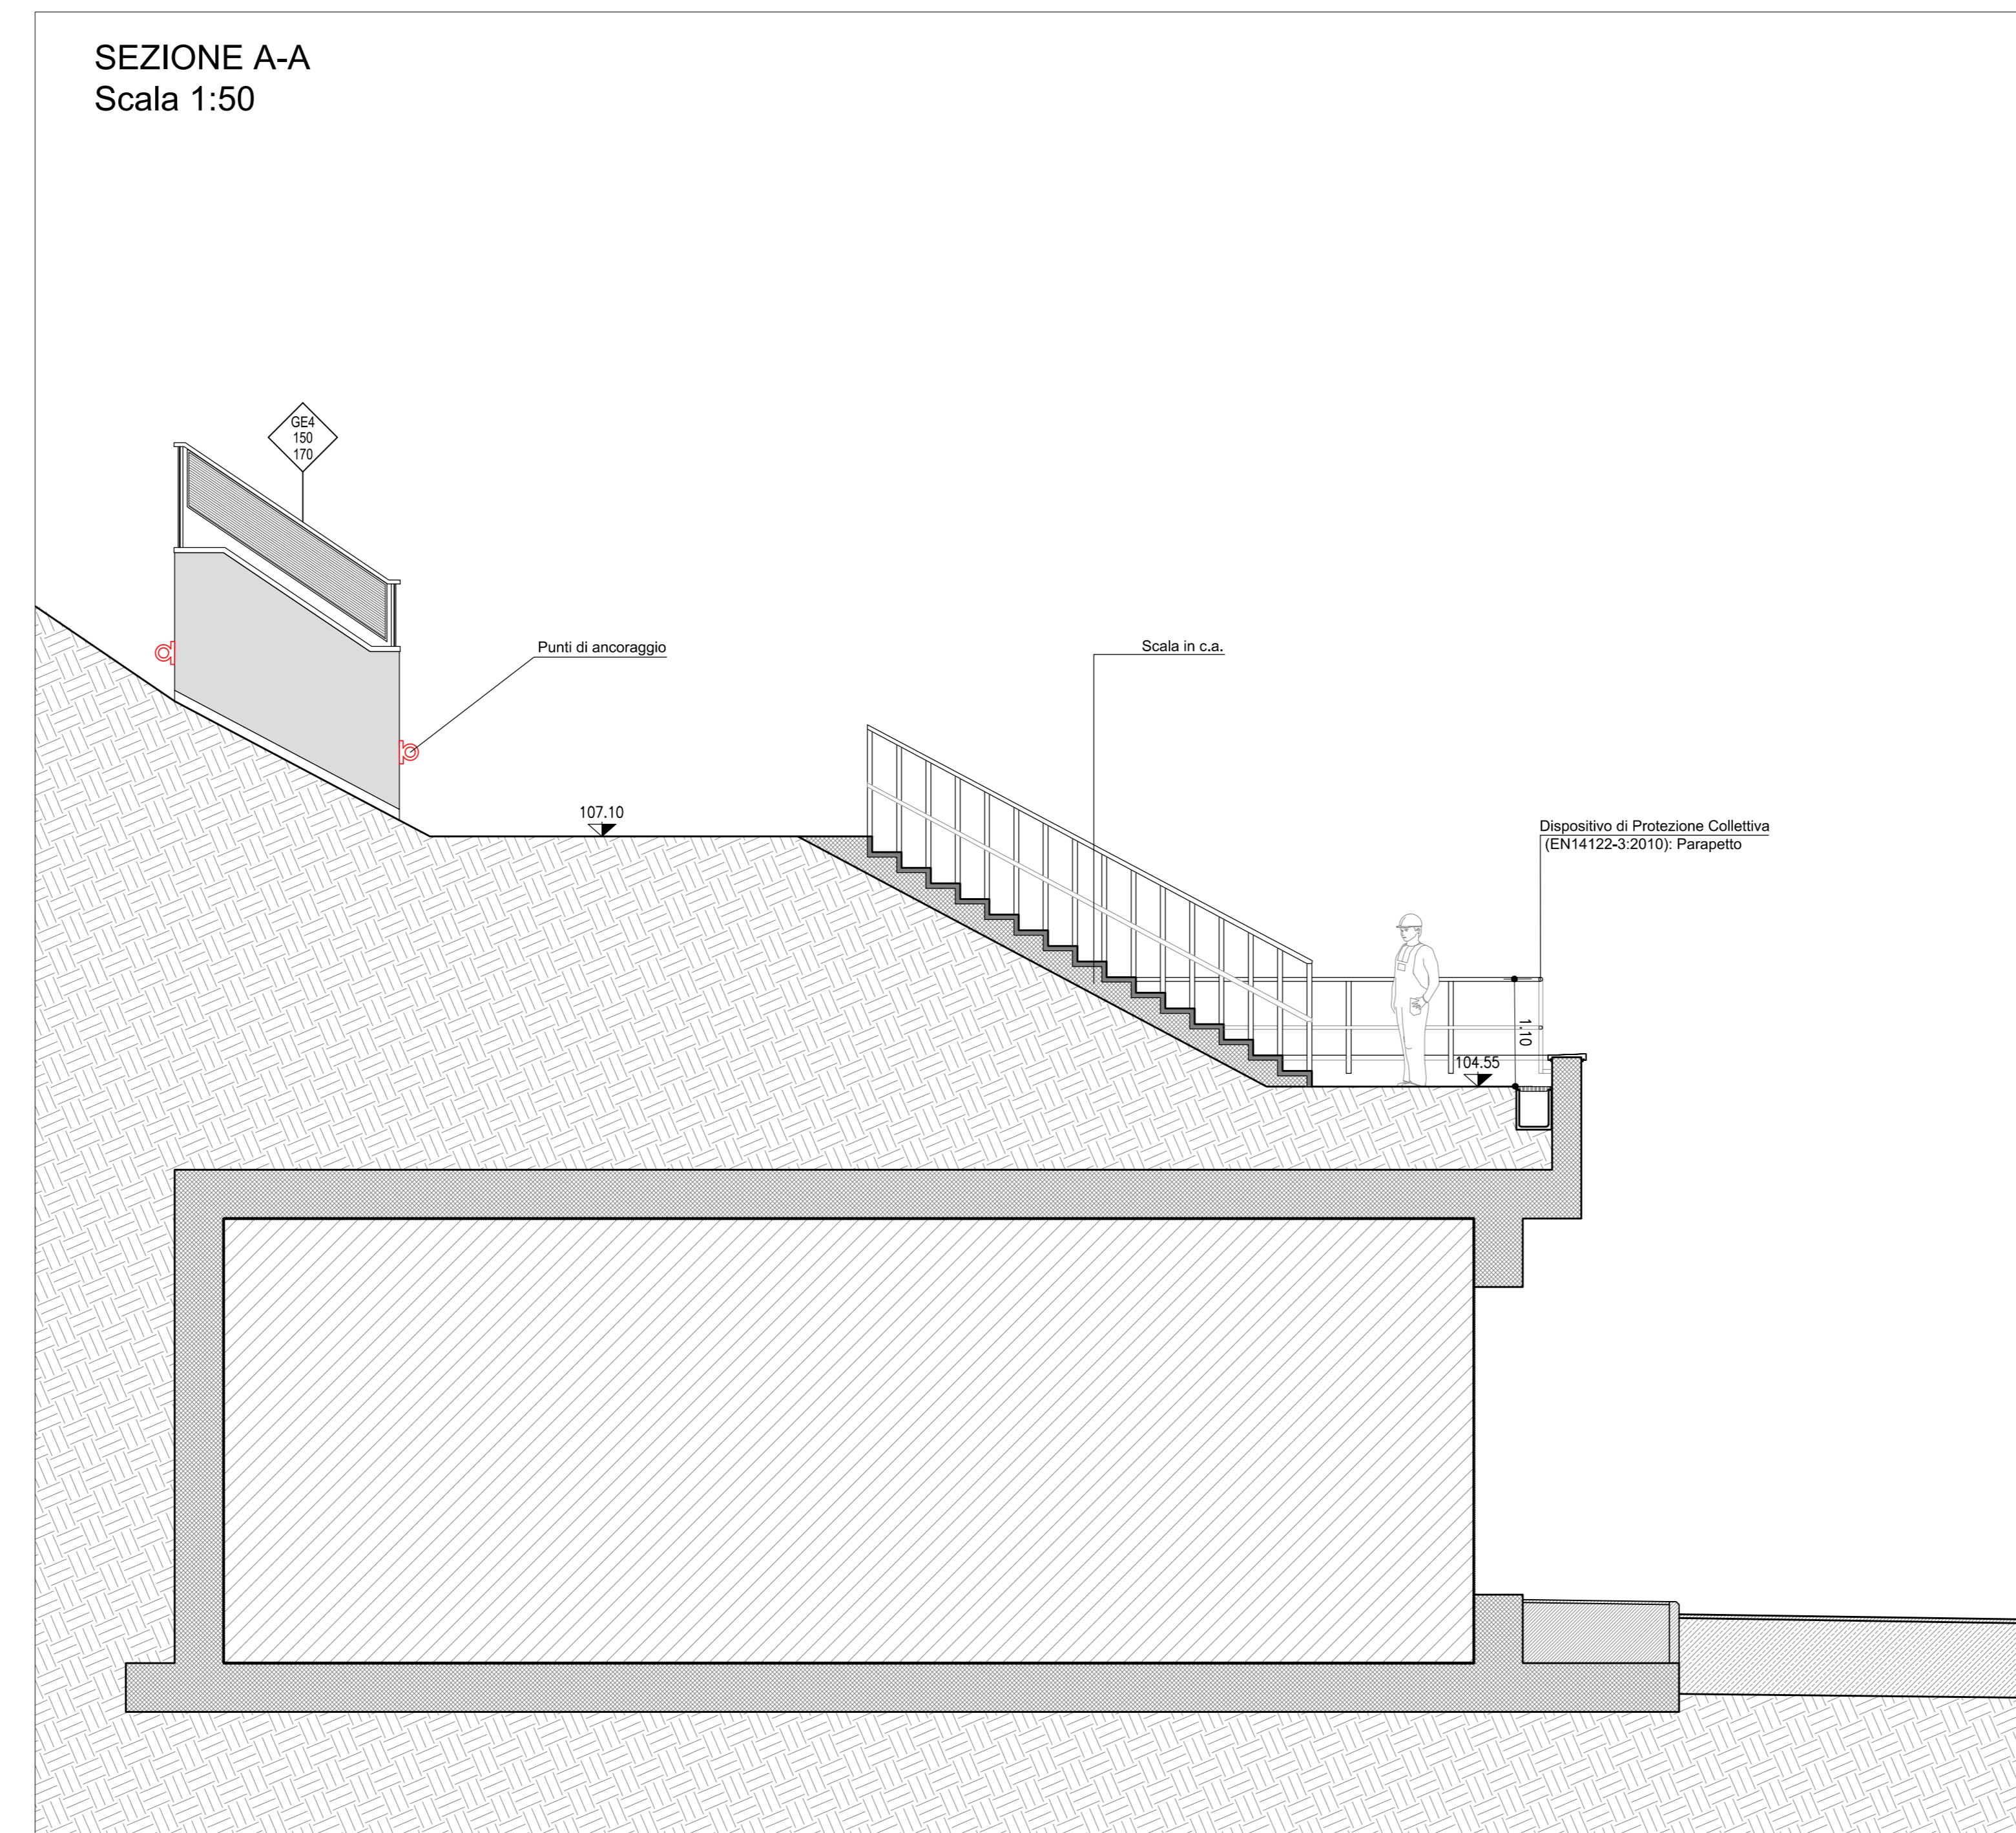 SEZIONE A-A
Scala 1:50
GE4
150
170
Punti di ancoraggio
Scala in c.a.
107.10
Dispositivo di Protezione Collettiva
(EN14122-3:2010): Parapetto
1.10
104.55